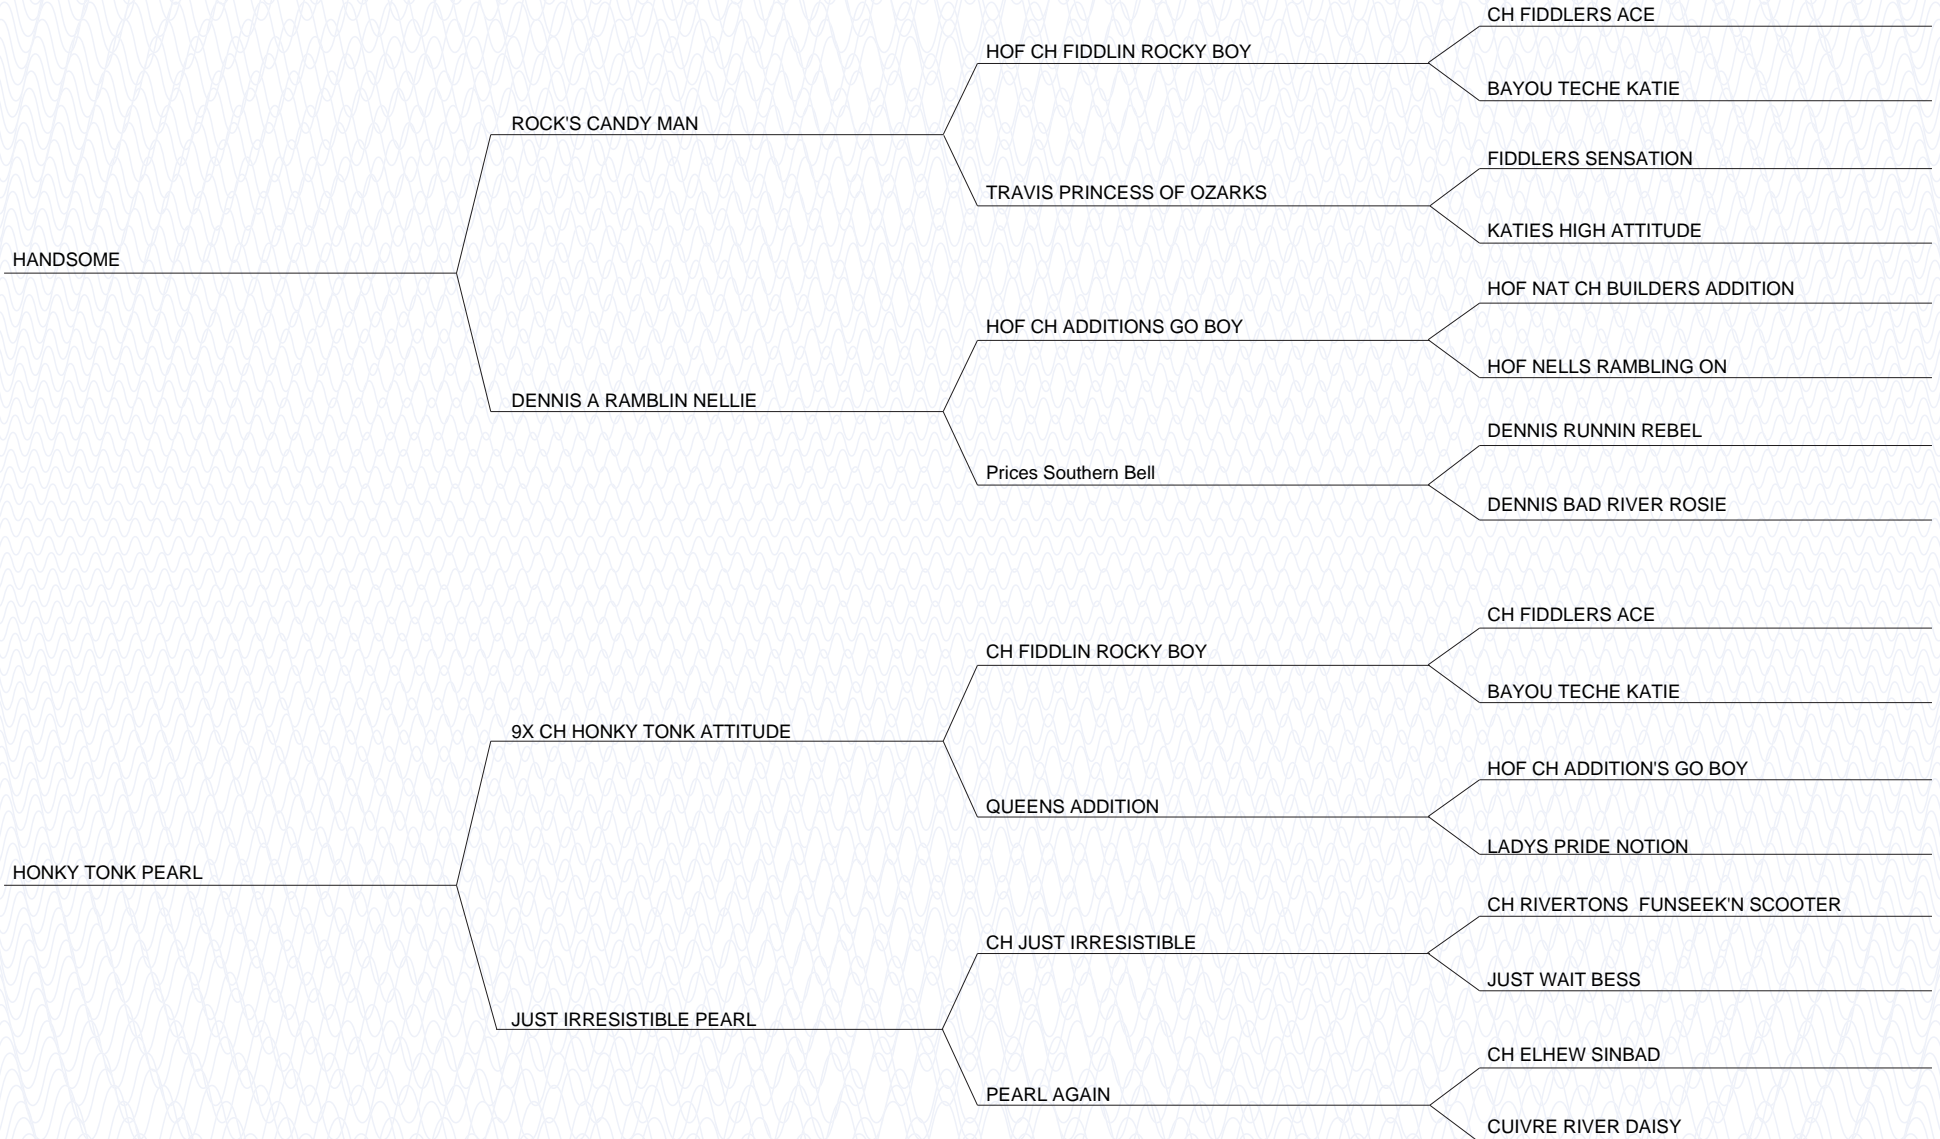 CH FIDDLERS ACE
HOF CH FIDDLIN ROCKY BOY
BAYOU TECHE KATIE
ROCK'S CANDY MAN
FIDDLERS SENSATION
TRAVIS PRINCESS OF OZARKS
KATIES HIGH ATTITUDE
HANDSOME
HOF NAT CH BUILDERS ADDITION
HOF CH ADDITIONS GO BOY
HOF NELLS RAMBLING ON
DENNIS A RAMBLIN NELLIE
DENNIS RUNNIN REBEL
Prices Southern Bell
DENNIS BAD RIVER ROSIE
CH FIDDLERS ACE
CH FIDDLIN ROCKY BOY
BAYOU TECHE KATIE
9X CH HONKY TONK ATTITUDE
HOF CH ADDITION'S GO BOY
QUEENS ADDITION
LADYS PRIDE NOTION
HONKY TONK PEARL
CH RIVERTONS  FUNSEEK'N SCOOTER
CH JUST IRRESISTIBLE
JUST WAIT BESS
JUST IRRESISTIBLE PEARL
CH ELHEW SINBAD
PEARL AGAIN
CUIVRE RIVER DAISY